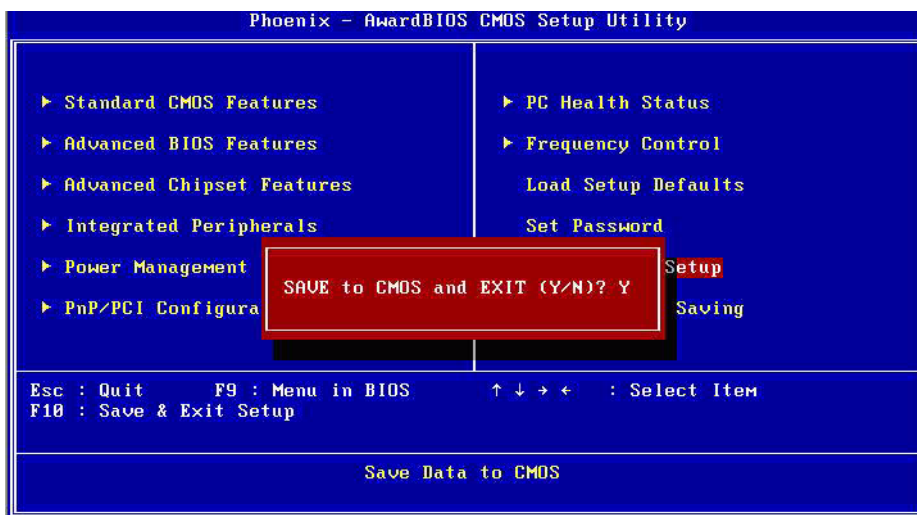 Phoenix - AwardBIOS CMOS Setup Utility
▶ Standard CMOS Features
▶ Advanced BIOS Features
▶ Advanced Chipset Features
▶ Integrated Peripherals
▶ Power Management
▶ PnP/PCI Configura
▶ PC Health Status
▶ Frequency Control
Load Setup Defaults
Set Password
Setup
Saving
SAVE to CMOS and EXIT (Y/N)? Y
Esc : Quit F9 : Menu in BIOS ↑ ↓ → ← : Select Item
F10 : Save & Exit Setup
Save Data to CMOS